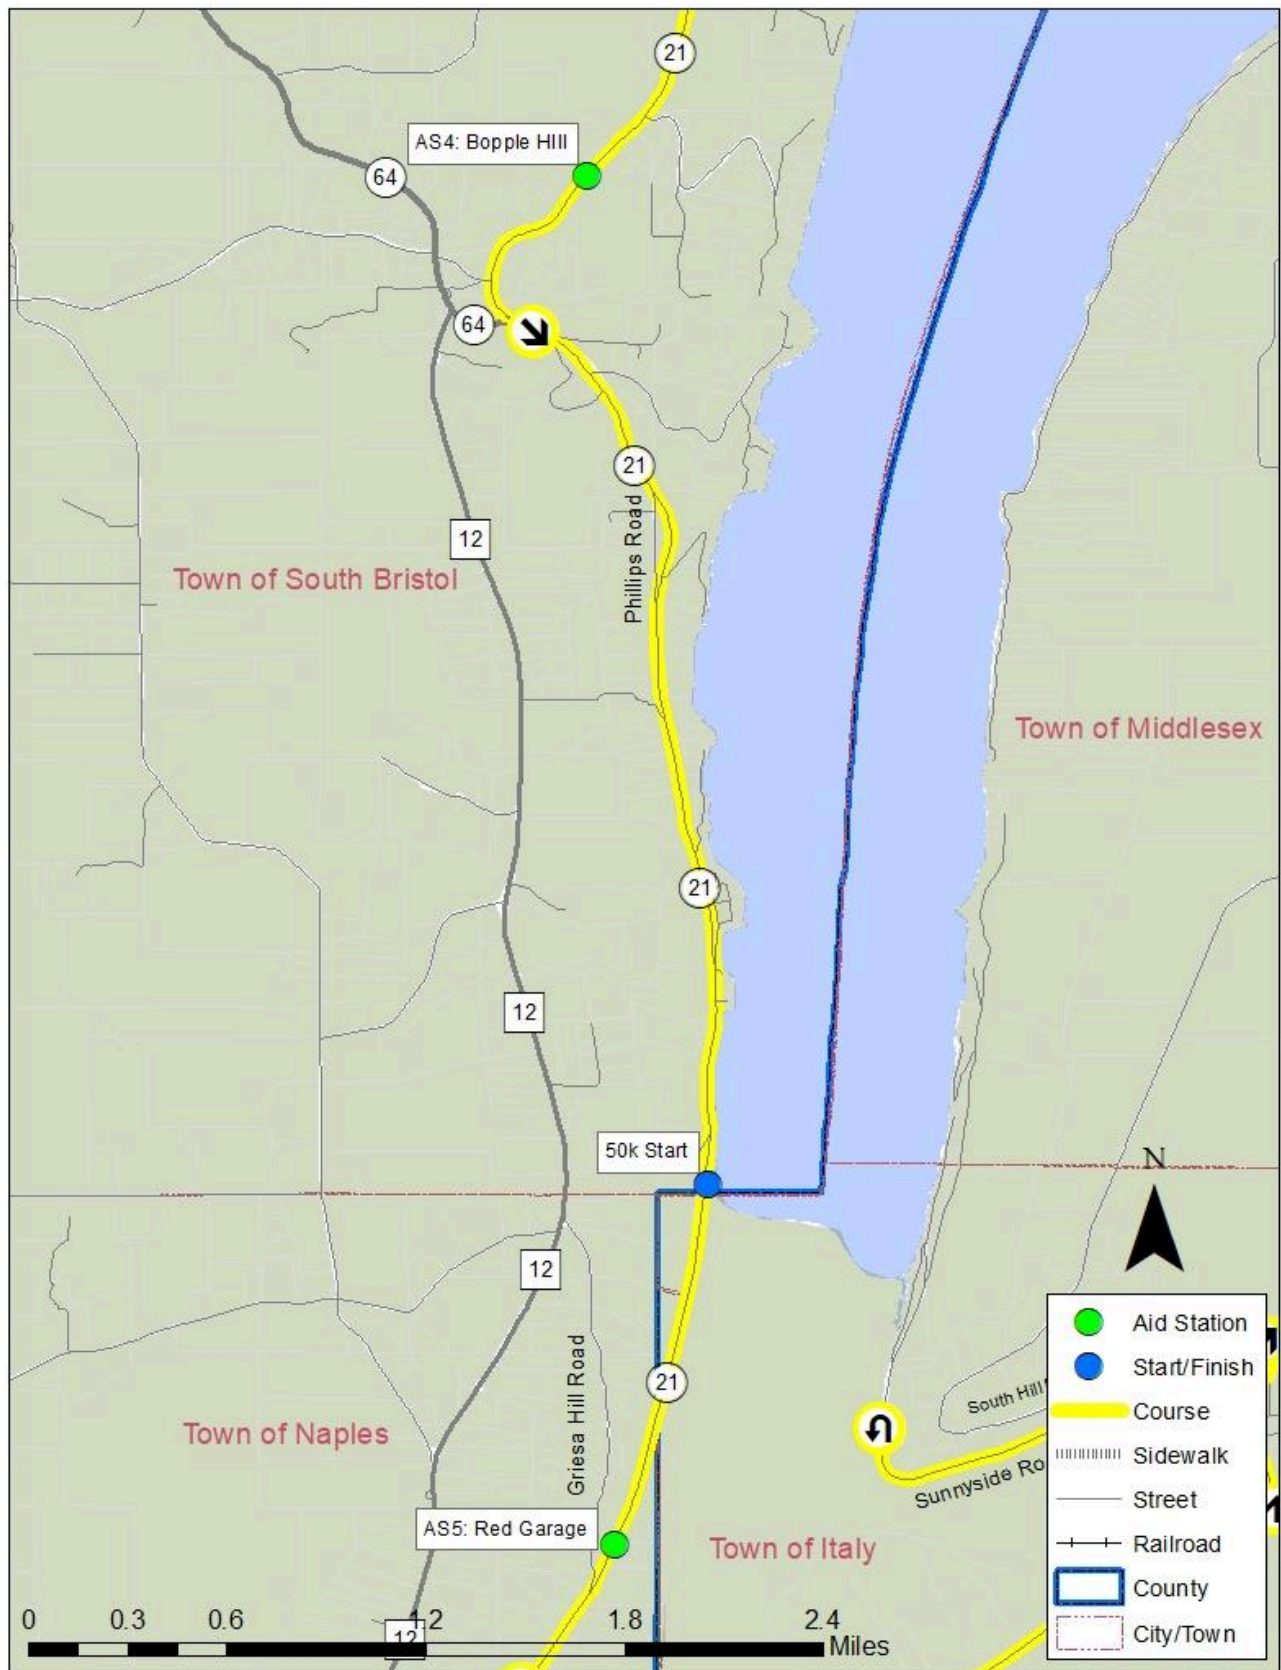 21
AS4: Bopple HIll
64
64
21
Phillips Road
12
Town of South Bristol
Town of Middlesex
21
12
50k Start
N
12
Griesa Hill Road
21
Town of Naples
South Hill
Sunnyside Ro
AS5: Red Garage
Town of Italy
Aid Station
Start/Finish
Course
Sidewalk
Street
Railroad
County
City/Town
12
0 0.3 0.6 1.2 1.8 2.4
Miles